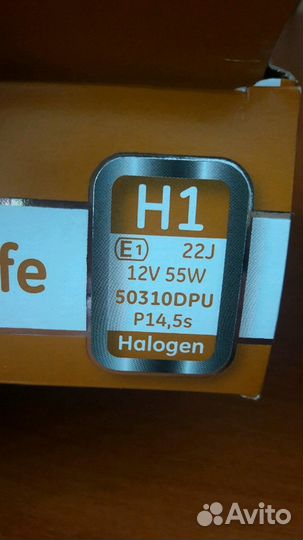 H1
E1 22J
fe
12V 55W
50310DPU
P14,5s
Halogen
Avito